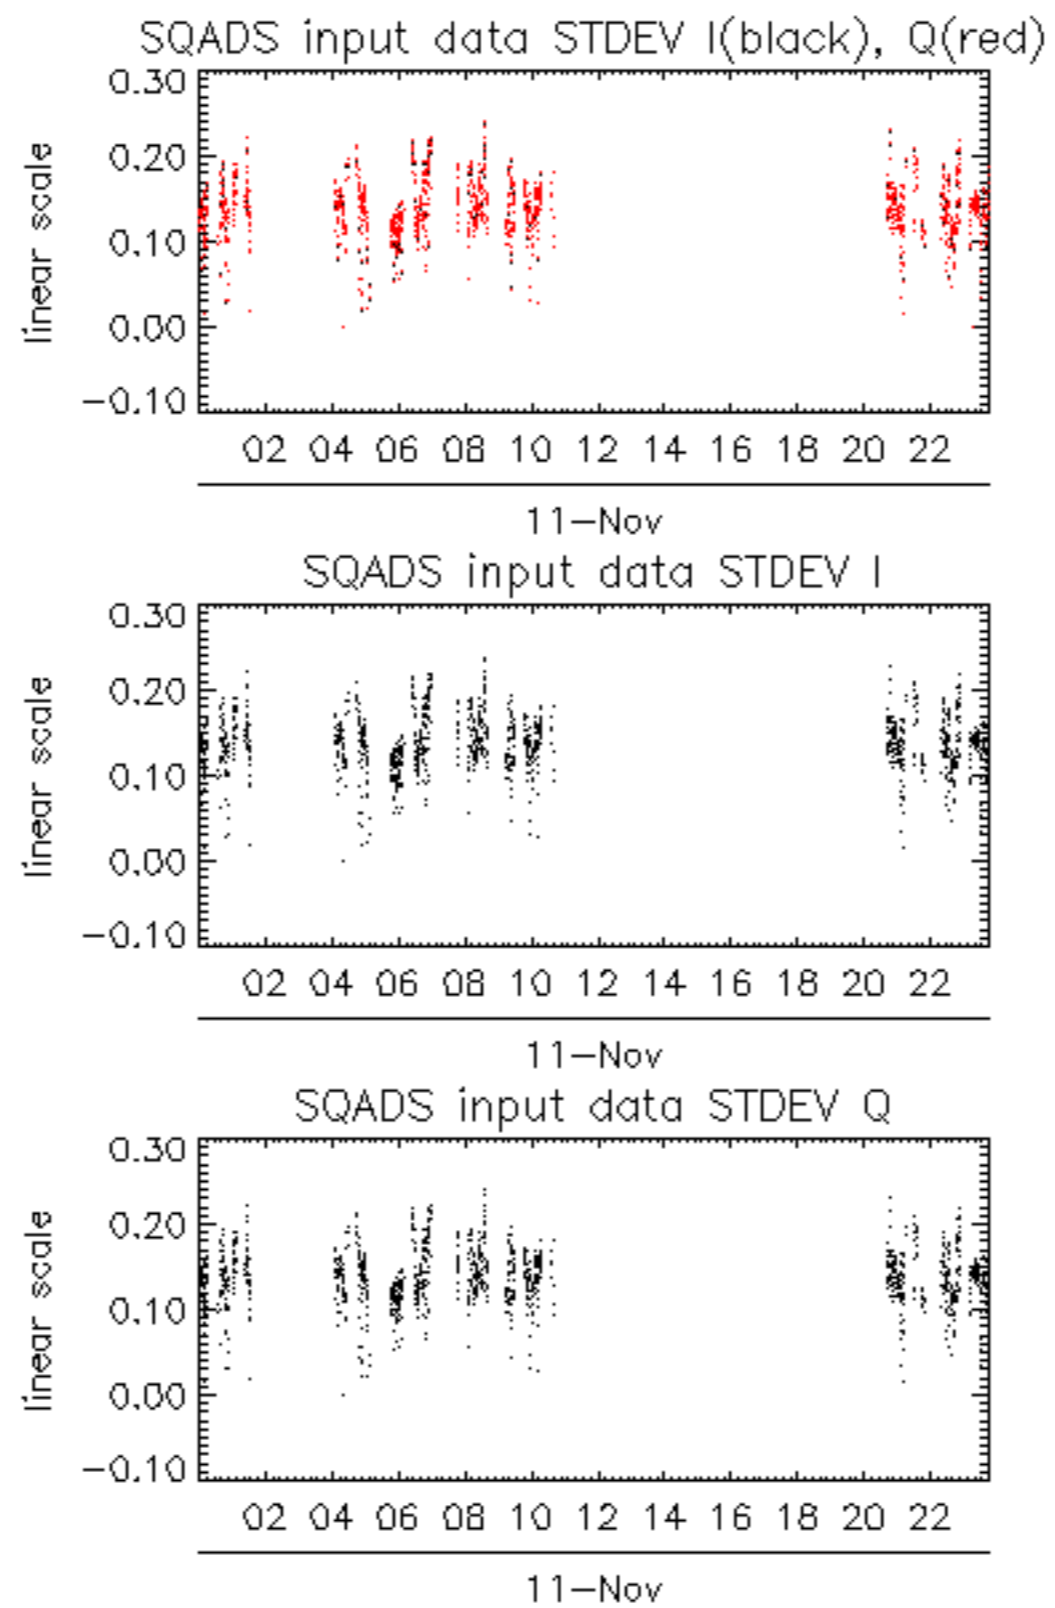 SQADS input data STDEV I(black), Q(red)
0.30
0.20
0.10
0.00
-0.10
linear scale
02 04 06 08 10 12 14 16 18 20 22
11-Nov
SQADS input data STDEV I
0.30
0.20
0.10
0.00
-0.10
linear scale
02 04 06 08 10 12 14 16 18 20 22
11-Nov
SQADS input data STDEV Q
0.30
0.20
0.10
0.00
-0.10
linear scale
02 04 06 08 10 12 14 16 18 20 22
11-Nov